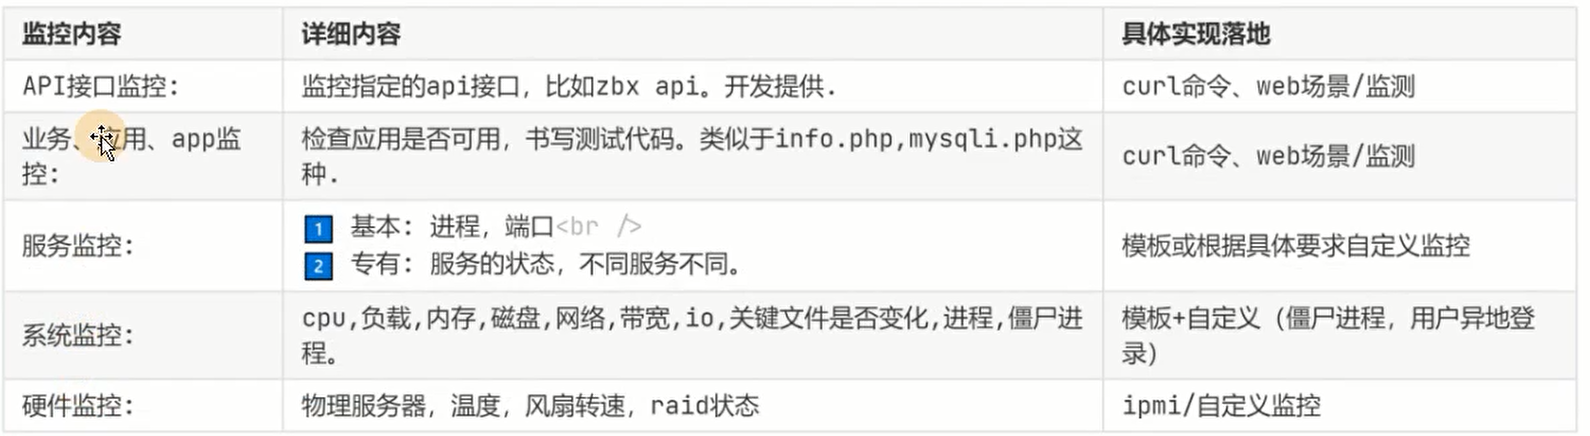 监控内容 详细内容 具体实现落地
API接口监控: 监控指定的api接口，比如zbx api。开发提供. curl命令、web场景/监测
业务、应用、app监
控:
检查应用是否可用，书写测试代码。类似于info.php,mysqli.php这
种.
curl命令、web场景/监测
服务监控:
1 基本: 进程，端口<br />
2 专有: 服务的状态，不同服务不同。
模板或根据具体要求自定义监控
系统监控:
cpu,负载,内存,磁盘,网络,带宽,io,关键文件是否变化,进程,僵尸进
程。
模板+自定义（僵尸进程，用户异地登
录）
硬件监控: 物理服务器，温度，风扇转速，raid状态 ipmi/自定义监控